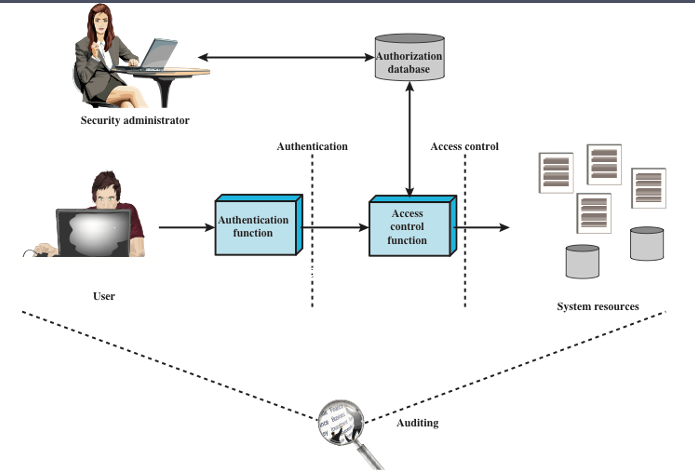 Authorization
database
Security administrator
Authentication
Access control
Authentication
function
Access
control
function
User
System resources
Auditing